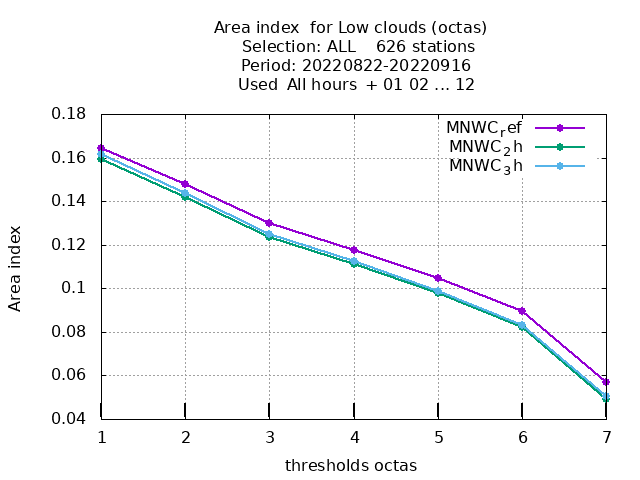 Area index  for Low clouds (octas)
Selection: ALL    626 stations
Period: 20220822-20220916
Used  All hours  + 01 02 ... 12
0.18
0.16
0.14
0.12
0.1
0.08
0.06
0.04
Area index
MNWC_ref
MNWC_2h
MNWC_3h
1 2 3 4 5 6 7
thresholds octas